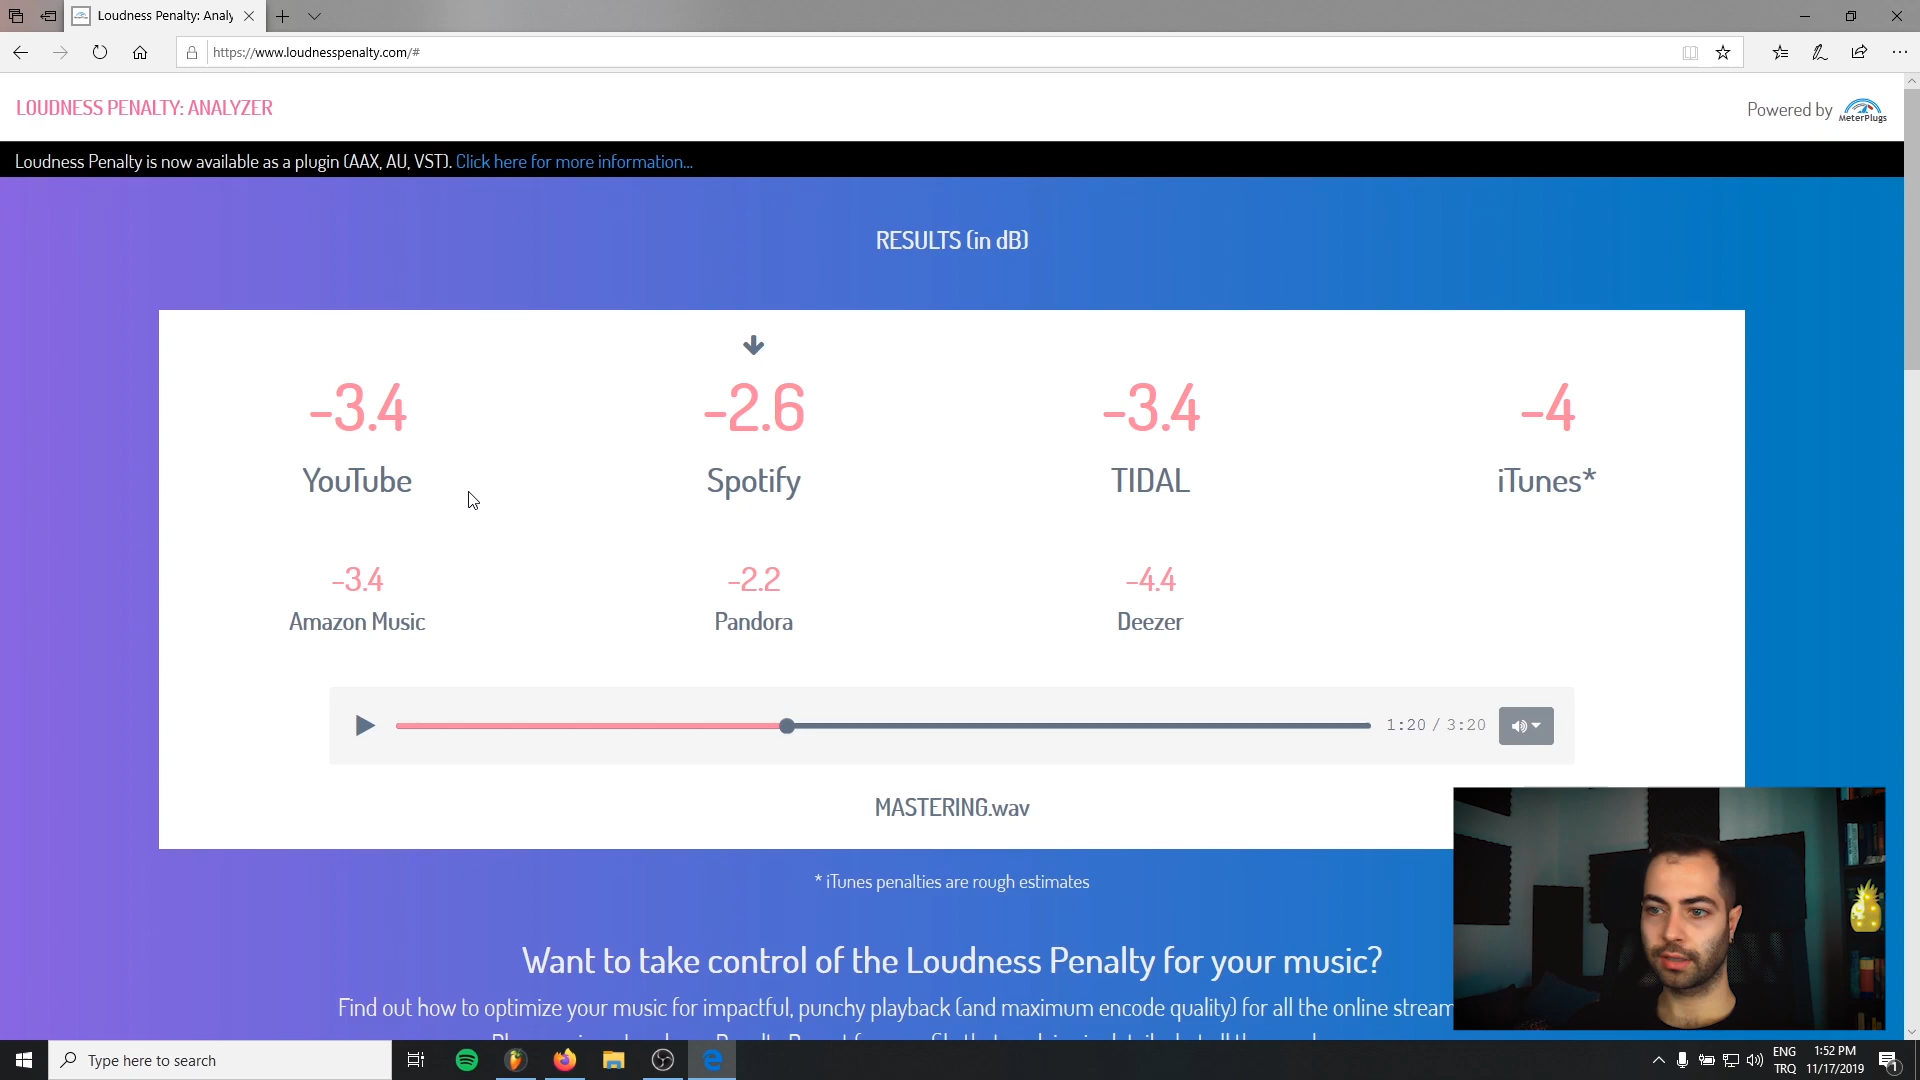 Loudness Penalty: Analy
https://www.loudnesspenalty.com/#
LOUDNESS PENALTY: ANALYZER
Powered by MeterPlugs
Loudness Penalty is now available as a plugin (AAX, AU, VST). Click here for more information...
RESULTS (in dB)
-3.4 -2.6 -3.4 -4
YouTube Spotify TIDAL iTunes*
-3.4 -2.2 -4.4
Amazon Music Pandora Deezer
1:20 / 3:20
MASTERING.wav
* iTunes penalties are rough estimates
Want to take control of the Loudness Penalty for your music?
Find out how to optimize your music for impactful, punchy playback (and maximum encode quality) for all the online stream
Type here to search
ENG 1:52 PM
TRQ 11/17/2019
1